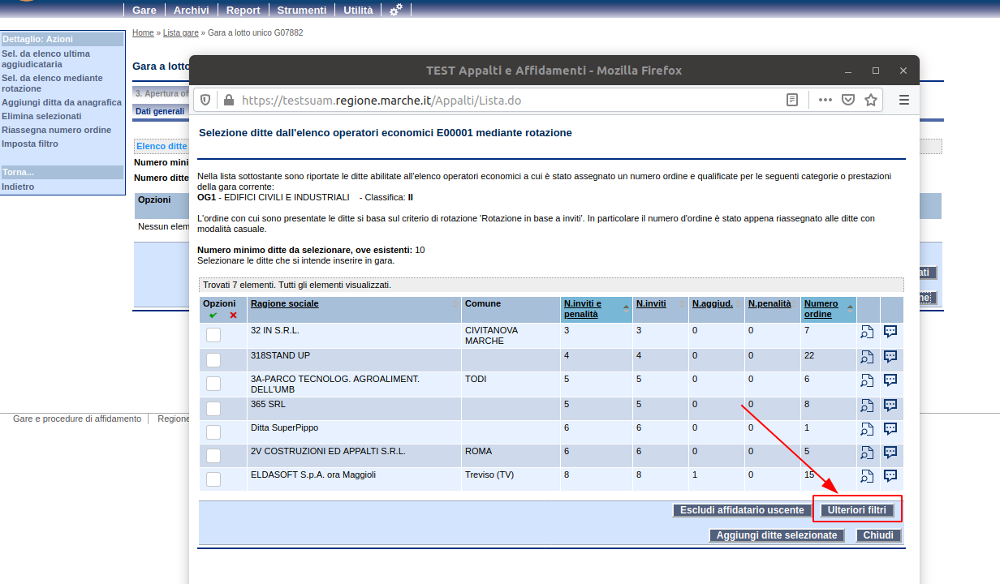 Gare Archivi Report Strumenti Utilità
Dettaglio: Azioni
Sel. da elenco ultima
aggiudicataria
Sel. da elenco mediante
rotazione
Aggiungi ditta da anagrafica
Elimina selezionati
Riassegna numero ordine
Imposta filtro
Torna...
Indietro
Home » Lista gare » Gara a lotto unico G07882
Gara a lotto
3. Apertura
Dati generali
Elenco ditte
Numero
Numero ditte
Opzioni
Nessun
Gare e procedure di affidamento
Regione
TEST Appalti e Affidamenti - Mozilla Firefox
https://testsuam.regione.marche.it/Appalti/Lista.do
Selezione ditte dall'elenco operatori economici E00001 mediante rotazione
Nella lista sottostante sono riportate le ditte abilitate all'elenco operatori economici a cui è stato assegnato un numero ordine e qualificate per le seguenti categorie o prestazioni
della gara corrente:
OG1 - EDIFICI CIVILI E INDUSTRIALI - Classifica: II
L'ordine con cui sono presentate le ditte si basa sul criterio di rotazione 'Rotazione in base a inviti'. In particolare il numero d'ordine è stato appena riassegnato alle ditte con
modalità casuale.
Numero minimo ditte da selezionare, ove esistenti: 10
Selezionare le ditte che si intende inserire in gara.
Trovati 7 elementi. Tutti gli elementi visualizzati.
Opzioni Ragione sociale Comune N.inviti e penalità N.inviti N.aggiud. N.penalità Numero ordine
32 IN S.R.L. CIVITANOVA MARCHE 3 3 0 0 7
318STAND UP 4 4 0 0 22
3A-PARCO TECNOLOG. AGROALIMENT. DELL'UMB TODI 5 5 0 0 6
365 SRL 5 5 0 0 8
Ditta SuperPippo 6 6 0 0 1
2V COSTRUZIONI ED APPALTI S.R.L. ROMA 6 6 0 0 5
ELDASOFT S.p.A. ora Maggioli Treviso (TV) 8 8 1 0 15
Escludi affidatario uscente Ulteriori filtri
Aggiungi ditte selezionate Chiudi